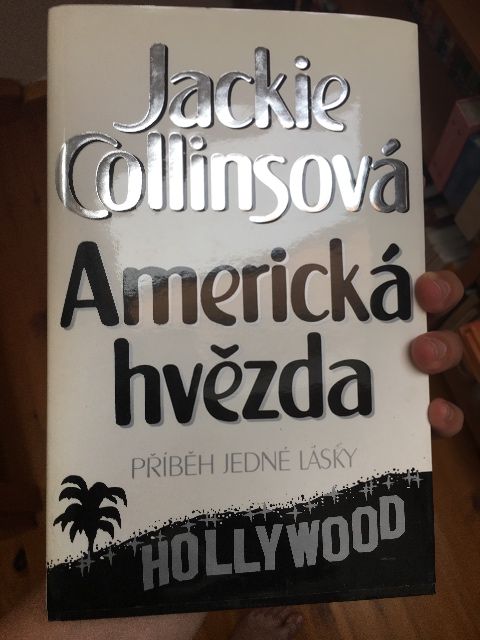 Jackie
Collinsová
Americká
hvězda
PŘÍBĚH JEDNÉ LÁSKY
HOLLYWOOD